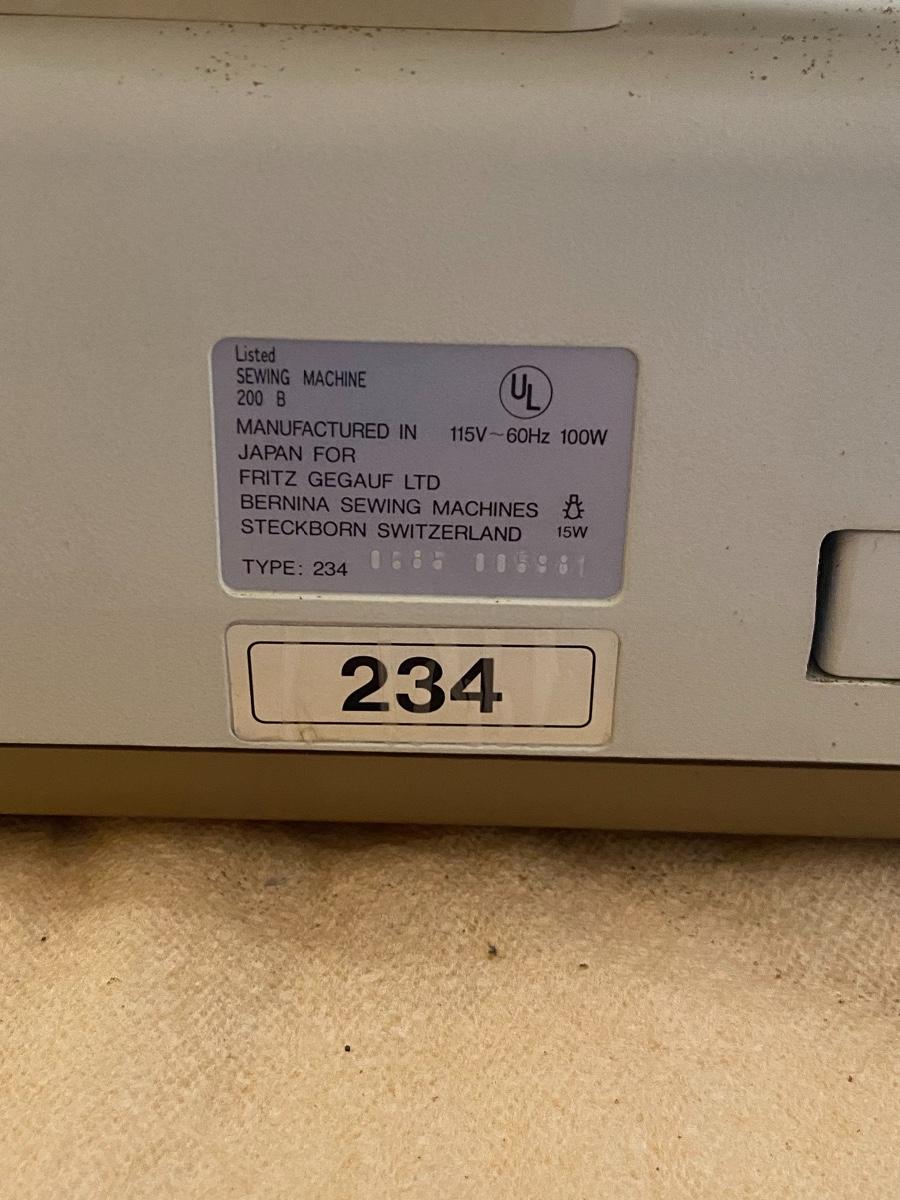 Listed
SEWING MACHINE
200 B
UL
MANUFACTURED IN 115V~60Hz 100W
JAPAN FOR
FRITZ GEGAUF LTD
BERNINA SEWING MACHINES
STECKBORN SWITZERLAND 15W
TYPE: 234
234